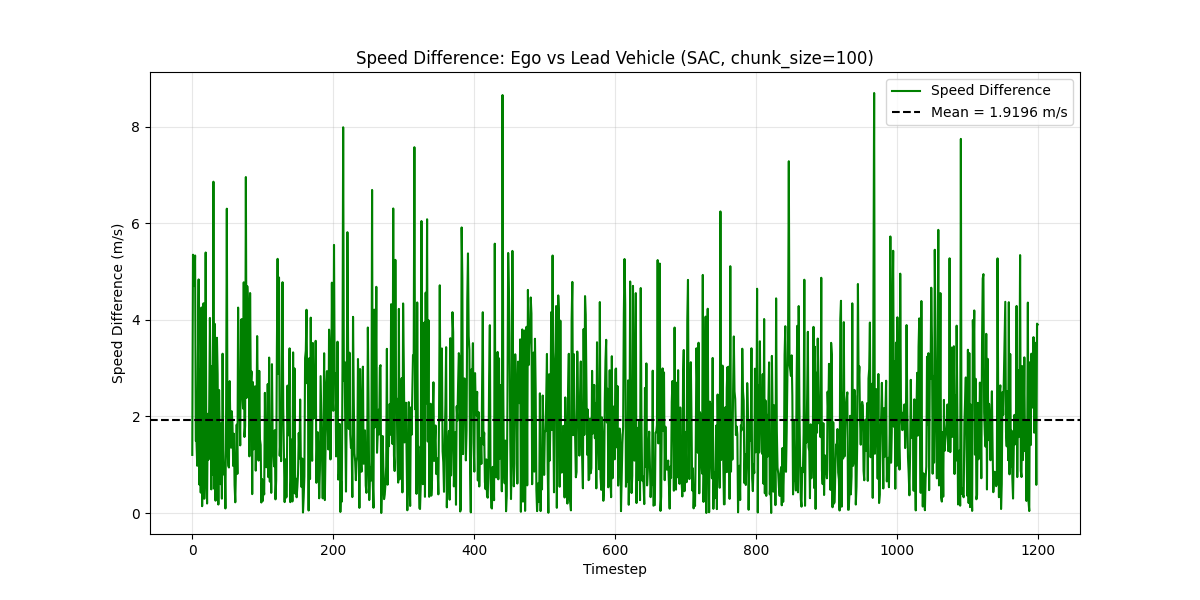 Speed Difference: Ego vs Lead Vehicle (SAC, chunk_size=100)
Speed Difference
Mean = 1.9196 m/s
Speed Difference (m/s)
8
6
4
2
0
0 200 400 600 800 1000 1200
Timestep